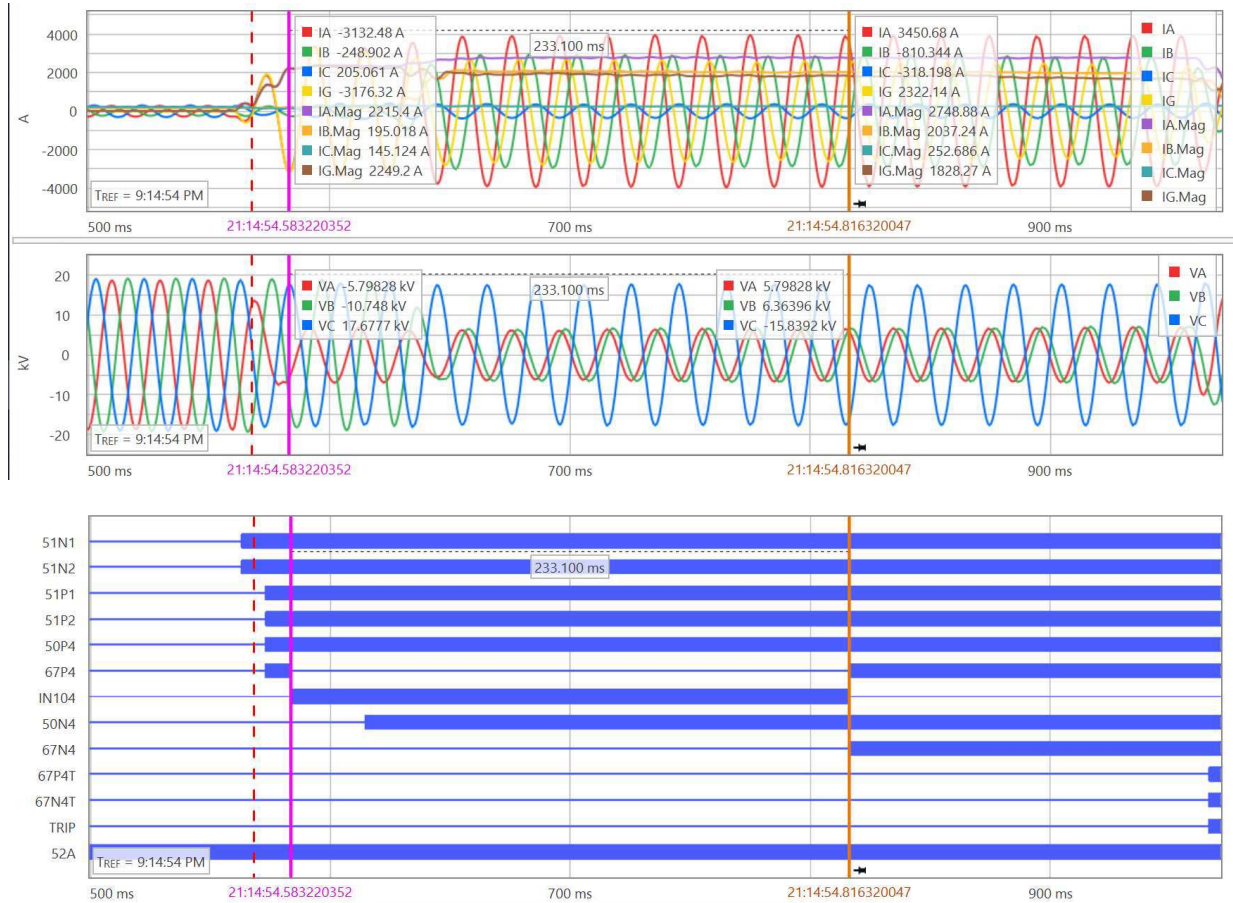 4000
2000
0
-2000
-4000
A
IA -3132.48 A
IB -248.902 A
IC 205.061 A
IG -3176.32 A
IA.Mag 2215.4 A
IB.Mag 195.018 A
IC.Mag 145.124 A
IG.Mag 2249.2 A
233.100 ms
IA 3450.68 A
IB -810.344 A
IC -318.198 A
IG 2322.14 A
IA.Mag 2748.88 A
IB.Mag 2037.24 A
IC.Mag 252.686 A
IG.Mag 1828.27 A
IA
IB
IC
IG
IA.Mag
IB.Mag
IC.Mag
IG.Mag
TREF = 9:14:54 PM
500 ms 21:14:54.583220352 700 ms 21:14:54.816320047 900 ms
20
10
0
-10
-20
kV
VA -5.79828 kV
VB -10.748 kV
VC 17.6777 kV
233.100 ms
VA 5.79828 kV
VB 6.36396 kV
VC -15.8392 kV
VA
VB
VC
TREF = 9:14:54 PM
500 ms 21:14:54.583220352 700 ms 21:14:54.816320047 900 ms
51N1
51N2
233.100 ms
51P1
51P2
50P4
67P4
IN104
50N4
67N4
67P4T
67N4T
TRIP
52A
TREF = 9:14:54 PM
500 ms 21:14:54.583220352 700 ms 21:14:54.816320047 900 ms